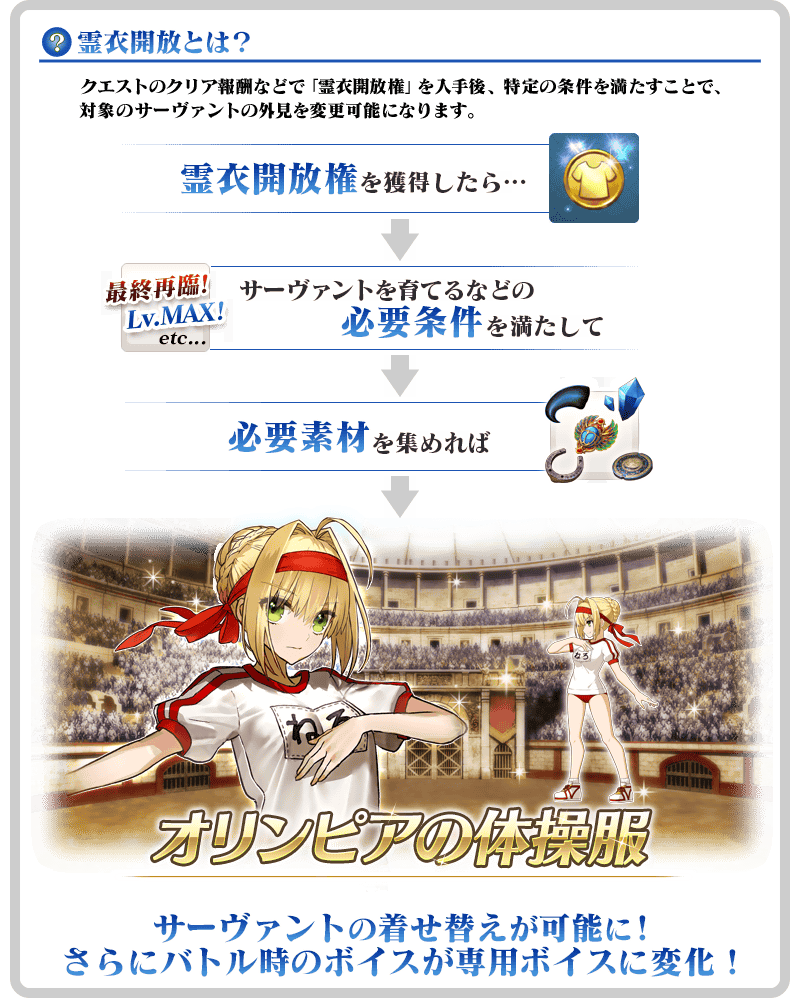 霊衣開放とは？
クエストのクリア報酬などで「霊衣開放権」を入手後、特定の条件を満たすことで、
対象のサーヴァントの外見を変更可能になります。
霊衣開放権を獲得したら…
最終再臨!
Lv.MAX!
etc...
サーヴァントを育てるなどの
必要条件を満たして
必要素材を集めれば
ねろ
ねろ
オリンピアの体操服
サーヴァントの着せ替えが可能に!
さらにバトル時のボイスが専用ボイスに変化！